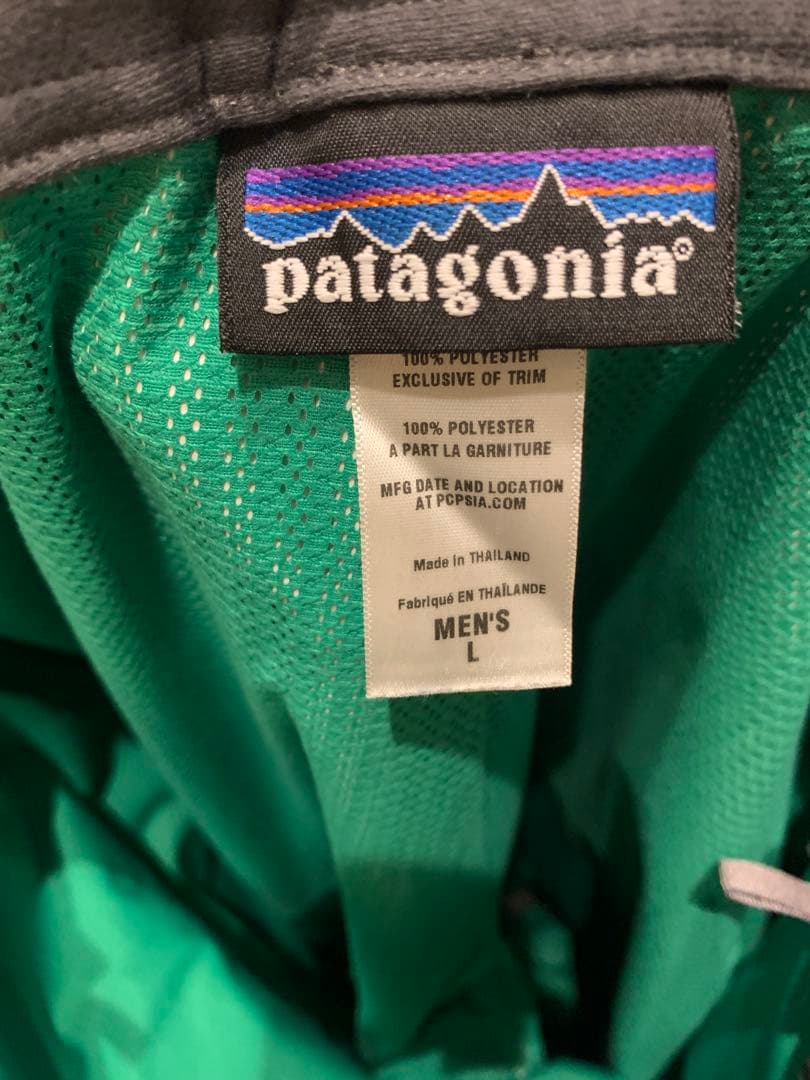 patagonia®
100% POLYESTER
EXCLUSIVE OF TRIM
100% POLYESTER
A PART LA GARNITURE
MFG DATE AND LOCATION
AT PCPSIA.COM
Made in THAILAND
Fabriqué EN THAÏLANDE
MEN'S
L